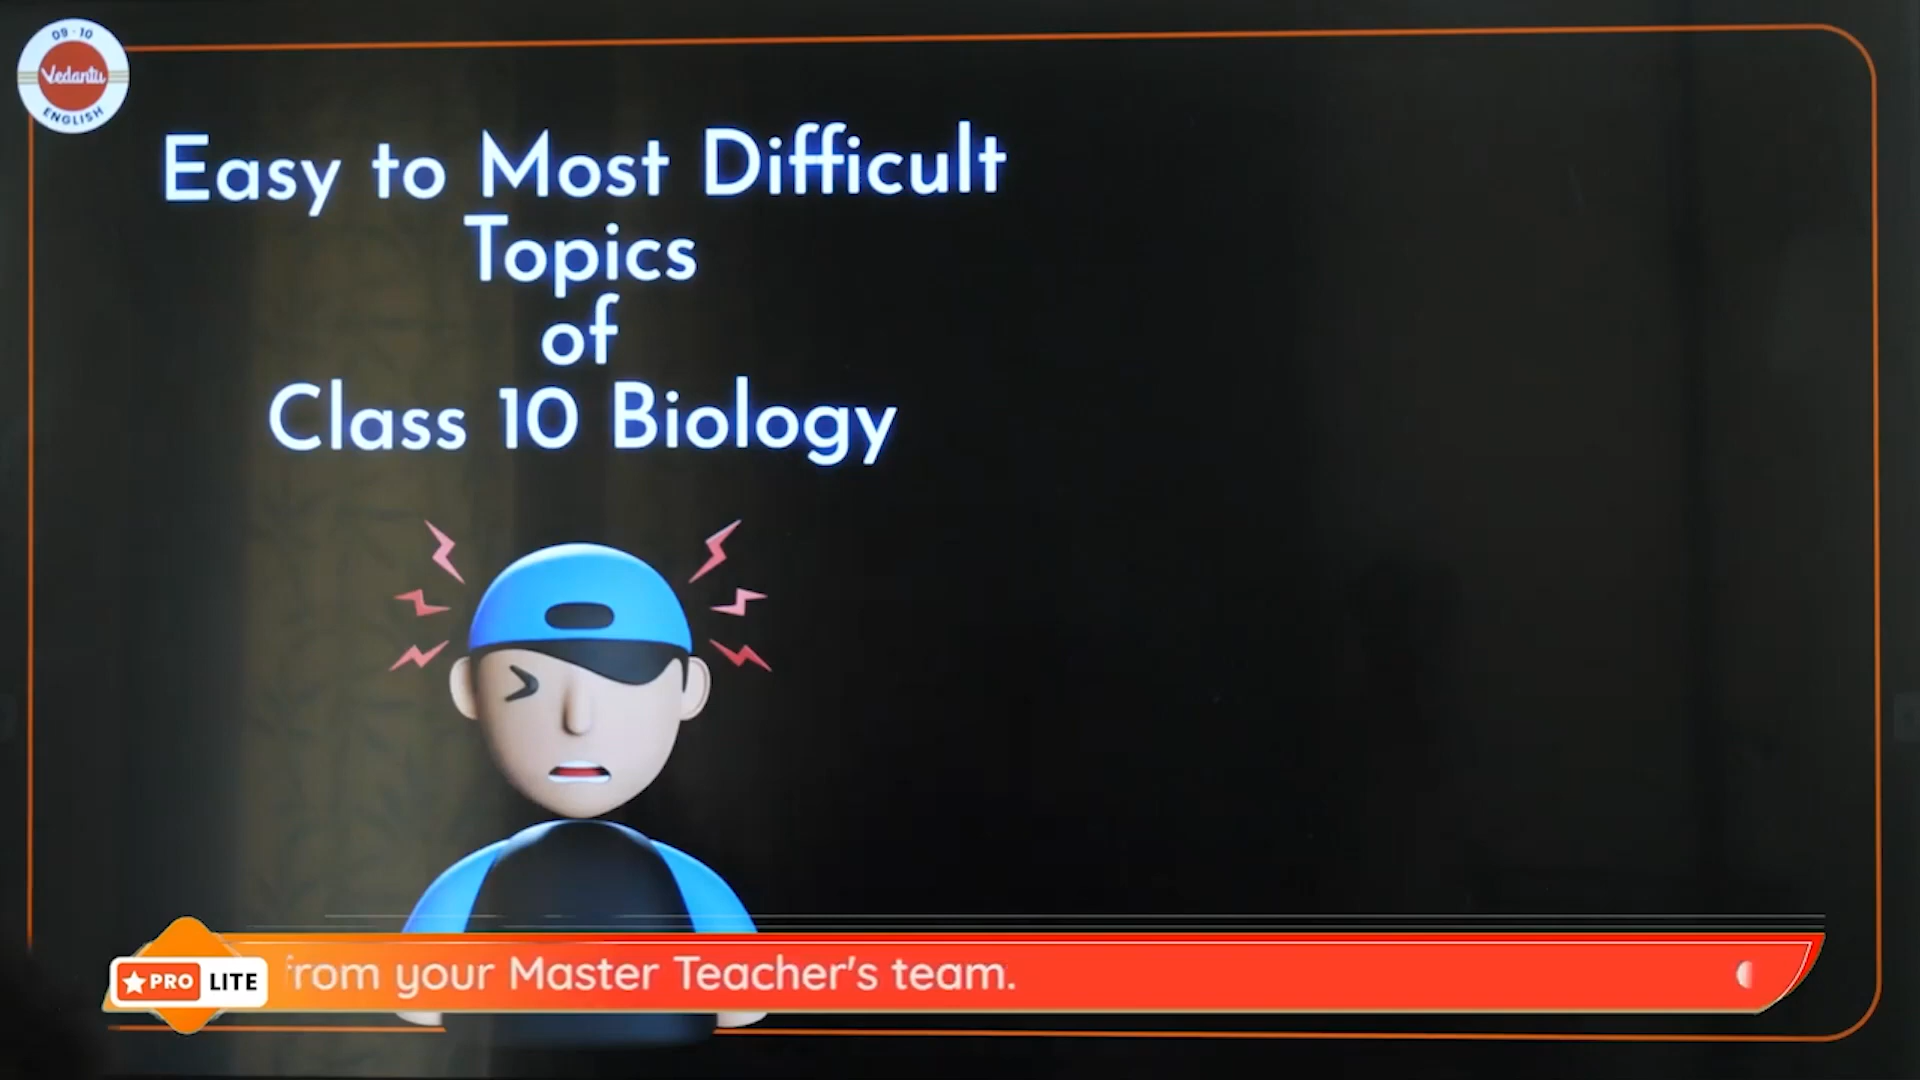 09-10
Vedantu
ENGLISH
Easy to Most Difficult
Topics
of
Class 10 Biology
PRO LITE
from your Master Teacher's team.